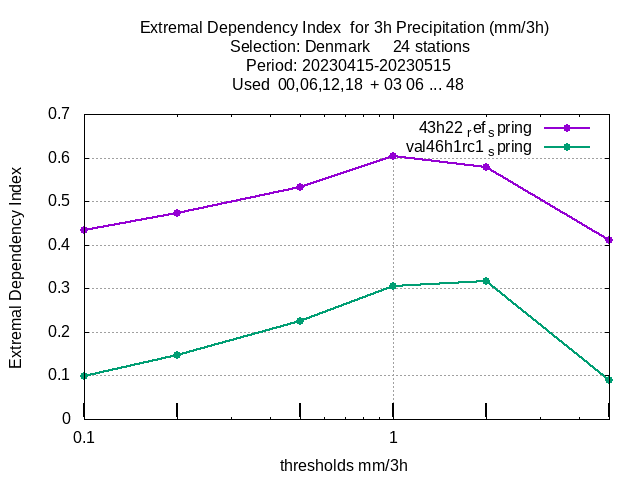 Extremal Dependency Index for 3h Precipitation (mm/3h)
Selection: Denmark 24 stations
Period: 20230415-20230515
Used 00,06,12,18 + 03 06 ... 48
43h22 ref spring
val46h1rc1 spring
Extremal Dependency Index
0.7
0.6
0.5
0.4
0.3
0.2
0.1
0
0.1 1
thresholds mm/3h